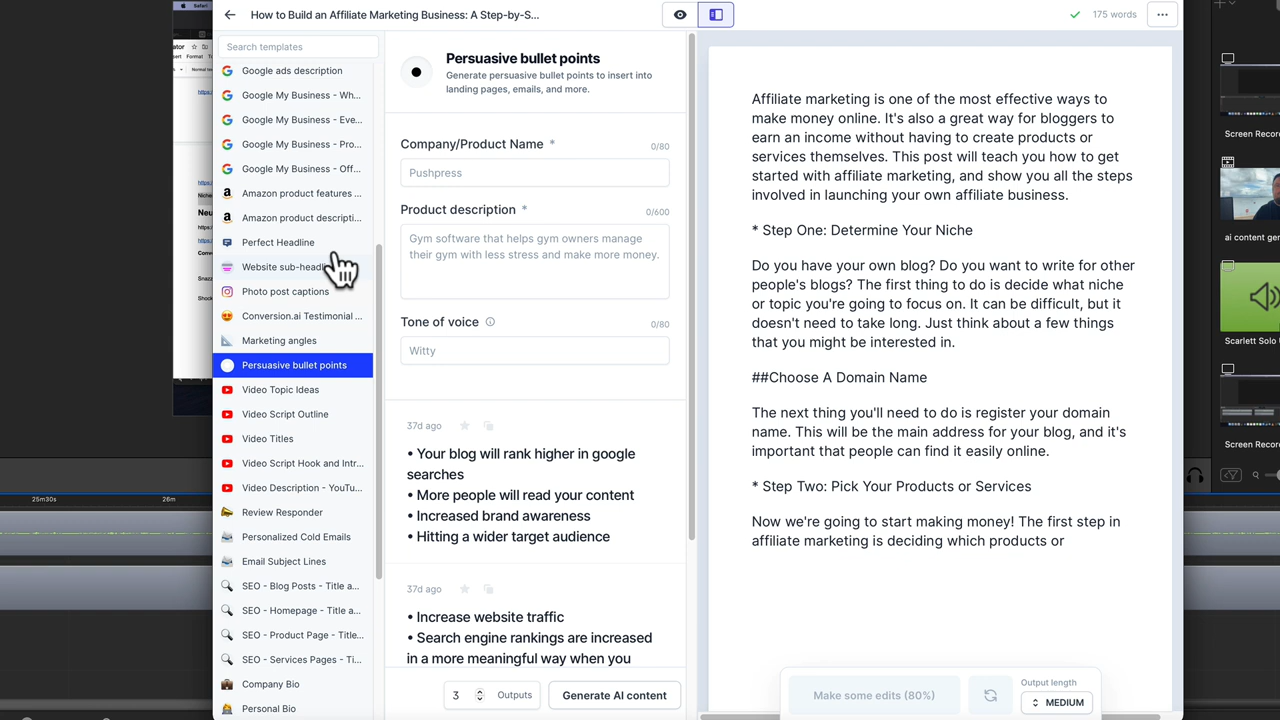 Safari
How to Build an Affiliate Marketing Business: A Step-by-S...
175 words
Search templates
Google ads description
Google My Business - Wh...
Google My Business - Eve...
Google My Business - Pro...
Google My Business - Off...
Amazon product features ...
Amazon product descripti...
Perfect Headline
Website sub-headl
Photo post captions
Conversion.ai Testimonial ...
Marketing angles
Persuasive bullet points
Video Topic Ideas
Video Script Outline
Video Titles
Video Script Hook and Intr...
Video Description - YouTu...
Review Responder
Personalized Cold Emails
Email Subject Lines
SEO - Blog Posts - Title a...
SEO - Homepage - Title a...
SEO - Product Page - Title...
SEO - Services Pages - Ti...
Company Bio
Personal Bio
Persuasive bullet points
Generate persuasive bullet points to insert into
landing pages, emails, and more.
Company/Product Name *
0/80
Pushpress
Product description *
0/600
Gym software that helps gym owners manage
their gym with less stress and make more money.
Tone of voice
0/80
Witty
37d ago
• Your blog will rank higher in google
searches
• More people will read your content
• Increased brand awareness
• Hitting a wider target audience
37d ago
• Increase website traffic
• Search engine rankings are increased
in a more meaningful way when you
3
Outputs
Generate AI content
Affiliate marketing is one of the most effective ways to
make money online. It's also a great way for bloggers to
earn an income without having to create products or
services themselves. This post will teach you how to get
started with affiliate marketing, and show you all the steps
involved in launching your own affiliate business.
* Step One: Determine Your Niche
Do you have your own blog? Do you want to write for other
people's blogs? The first thing to do is decide what niche
or topic you're going to focus on. It can be difficult, but it
doesn't need to take long. Just think about a few things
that you might be interested in.
##Choose A Domain Name
The next thing you'll need to do is register your domain
name. This will be the main address for your blog, and it's
important that people can find it easily online.
* Step Two: Pick Your Products or Services
Now we're going to start making money! The first step in
affiliate marketing is deciding which products or
Make some edits (80%)
Output length
MEDIUM
Screen Record
ai content gen
Scarlett Solo U
Screen Record
25m30s
26m